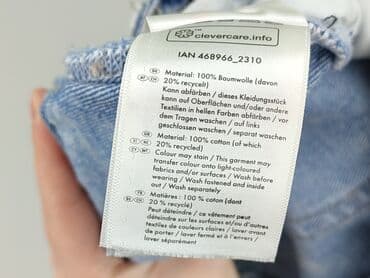 clevercare.info
IAN 468966_2310
Material: 100% Baumwolle (davon
20% recycelt)
Kann abfärben / dieses Kleidungsstück
kann auf Oberflächen und/oder andere
Textilien in hellen Farben abfärben / vor
dem Tragen waschen / auf links
geschlossen waschen / separat waschen
Material: 100% cotton (of which
20% recycled)
Colour may stain / This garment may
transfer colour onto light-coloured
fabrics and/or surfaces / Wash before
wearing / Wash fastened and inside
out / Wash separately
Matières : 100 % coton (dont
20 % recyclé)
Peut déteindre / ce vêtement peut
déteindre sur les surfaces et/ou d'autres
textiles de couleurs claires / laver avant
de porter / laver fermé et à l'envers /
laver séparément